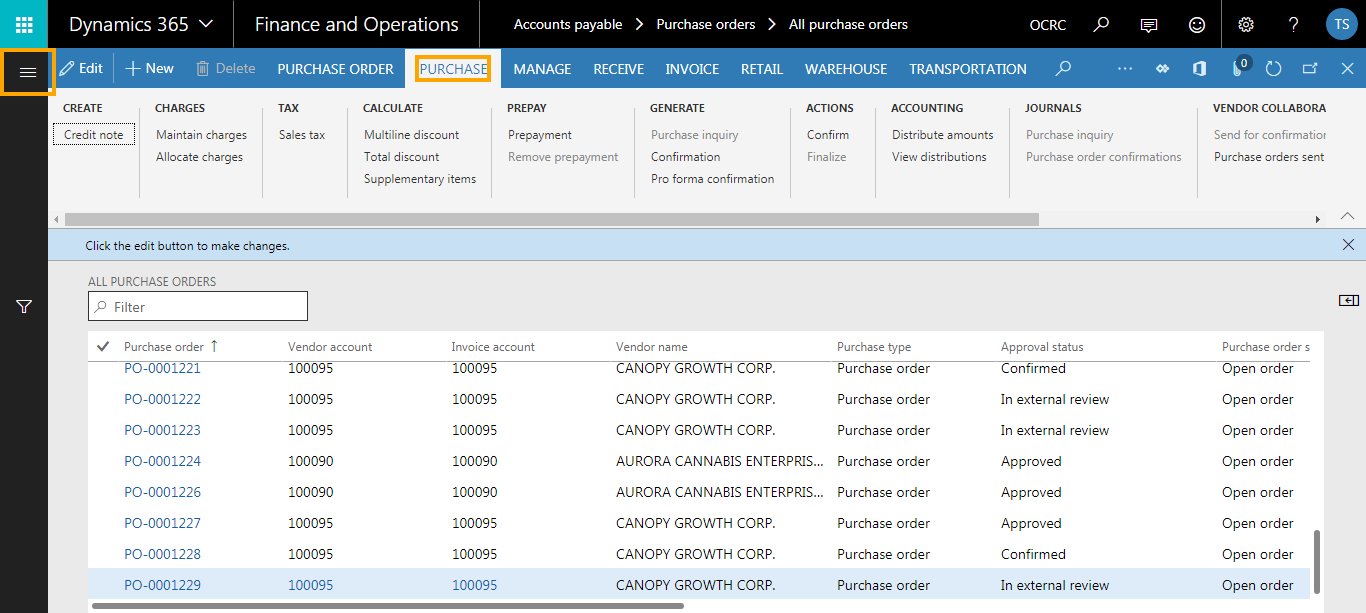 Dynamics 365 Finance and Operations Accounts payable Purchase orders All purchase orders OCRC ? TS
Edit New Delete PURCHASE ORDER PURCHASE MANAGE RECEIVE INVOICE RETAIL WAREHOUSE TRANSPORTATION ... 0
CREATE CHARGES TAX CALCULATE PREPAY GENERATE ACTIONS ACCOUNTING JOURNALS VENDOR COLLABORA
Credit note Maintain charges Sales tax Multiline discount Prepayment Purchase inquiry Confirm Distribute amounts Purchase inquiry Send for confirmation
Allocate charges Total discount Remove prepayment Confirmation Finalize View distributions Purchase order confirmations Purchase orders sent
Supplementary items Pro forma confirmation
Click the edit button to make changes.
ALL PURCHASE ORDERS
Filter
Purchase order Vendor account Invoice account Vendor name Purchase type Approval status Purchase order s
PO-0001221 100095 100095 CANOPY GROWTH CORP. Purchase order Confirmed Open order
PO-0001222 100095 100095 CANOPY GROWTH CORP. Purchase order In external review Open order
PO-0001223 100095 100095 CANOPY GROWTH CORP. Purchase order In external review Open order
PO-0001224 100090 100090 AURORA CANNABIS ENTERPRIS... Purchase order Approved Open order
PO-0001226 100090 100090 AURORA CANNABIS ENTERPRIS... Purchase order Approved Open order
PO-0001227 100095 100095 CANOPY GROWTH CORP. Purchase order Approved Open order
PO-0001228 100095 100095 CANOPY GROWTH CORP. Purchase order Confirmed Open order
PO-0001229 100095 100095 CANOPY GROWTH CORP. Purchase order In external review Open order